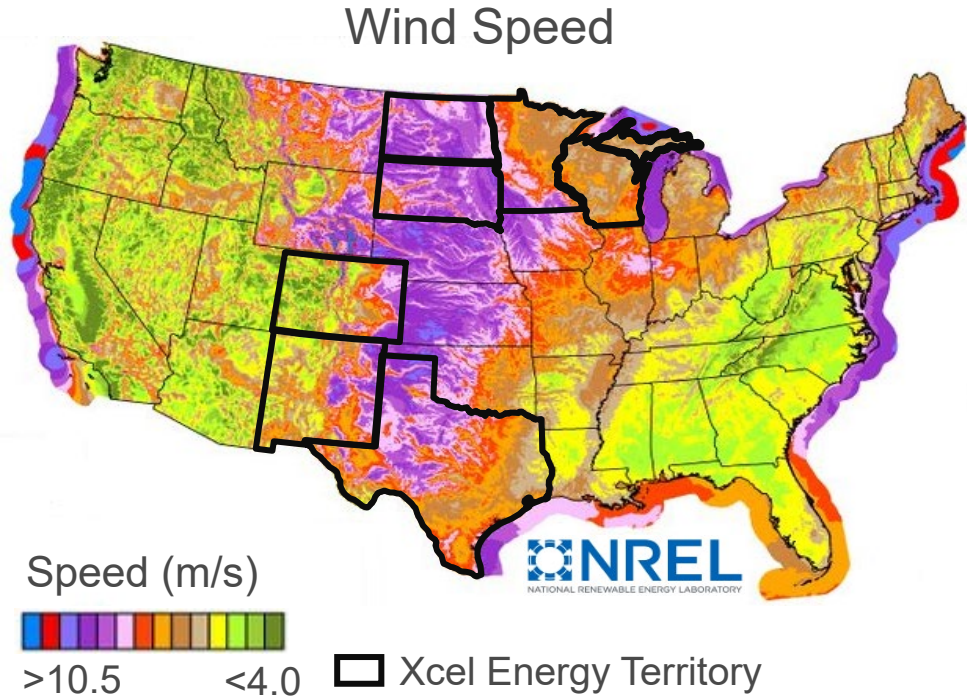 Wind Speed
NREL
NATIONAL RENEWABLE ENERGY LABORATORY
Speed (m/s)
>10.5 <4.0
Xcel Energy Territory